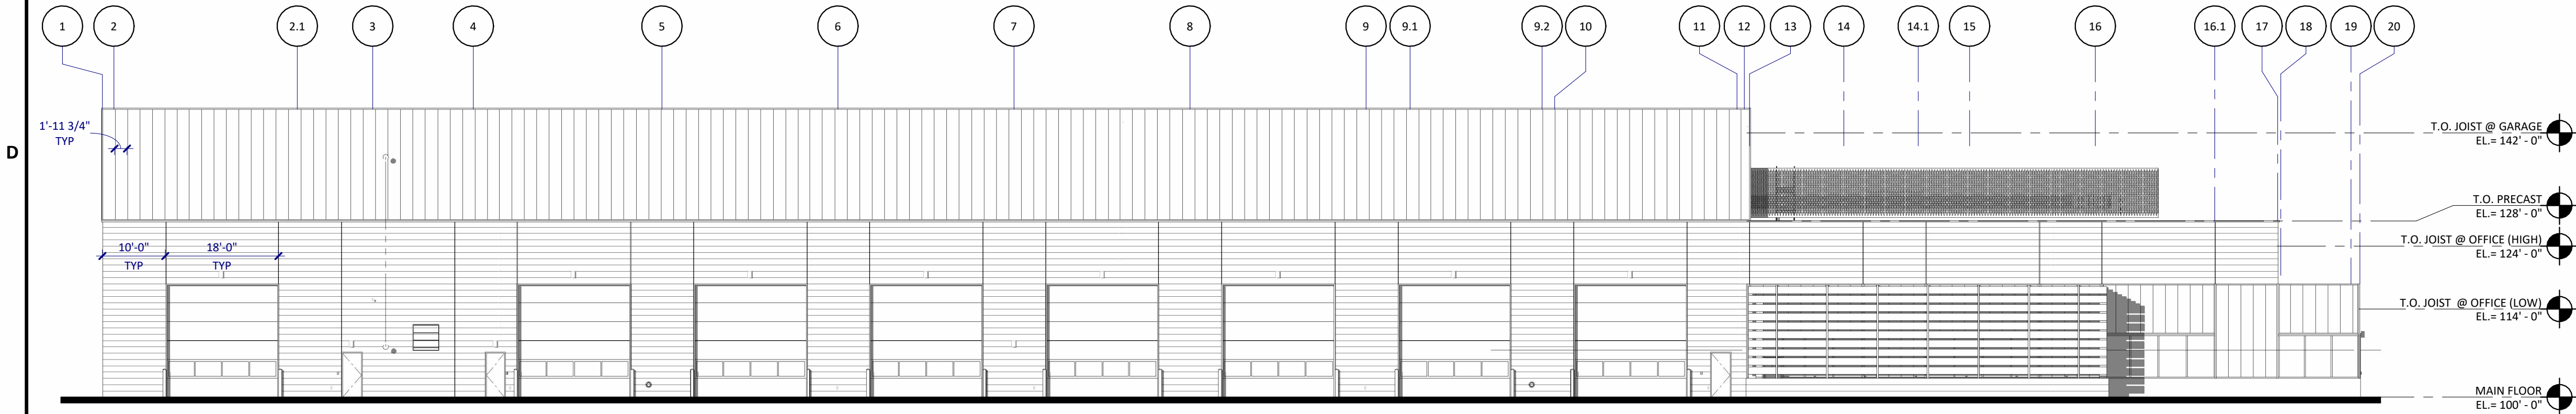 1 2 2.1 3 4 5 6 7 8 9 9.1 9.2 10 11 12 13 14 14.1 15 16 16.1 17 18 19 20
1'-11 3/4"
TYP
D
T.O. JOIST @ GARAGE
EL.= 142' - 0"
T.O. PRECAST
EL.= 128' - 0"
10'-0" 18'-0"
TYP TYP
T.O. JOIST @ OFFICE (HIGH)
EL.= 124' - 0"
T.O. JOIST @ OFFICE (LOW)
EL.= 114' - 0"
MAIN FLOOR
EL.= 100' - 0"